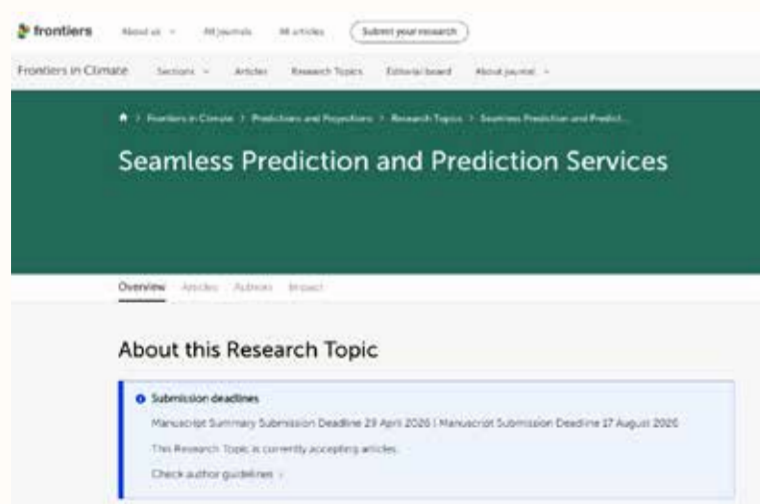 frontiers About us All journals All articles Submit your research
Frontiers in Climate Sections Articles Research Topics Editorial board About journal
> Frontiers in Climate > Predictions and Projections > Research Topics > Seamless Prediction and Predict...
Seamless Prediction and Prediction Services
Overview Articles Authors Impact
About this Research Topic
Submission deadlines
Manuscript Summary Submission Deadline 29 April 2026 | Manuscript Submission Deadline 17 August 2026
This Research Topic is currently accepting articles.
Check author guidelines >